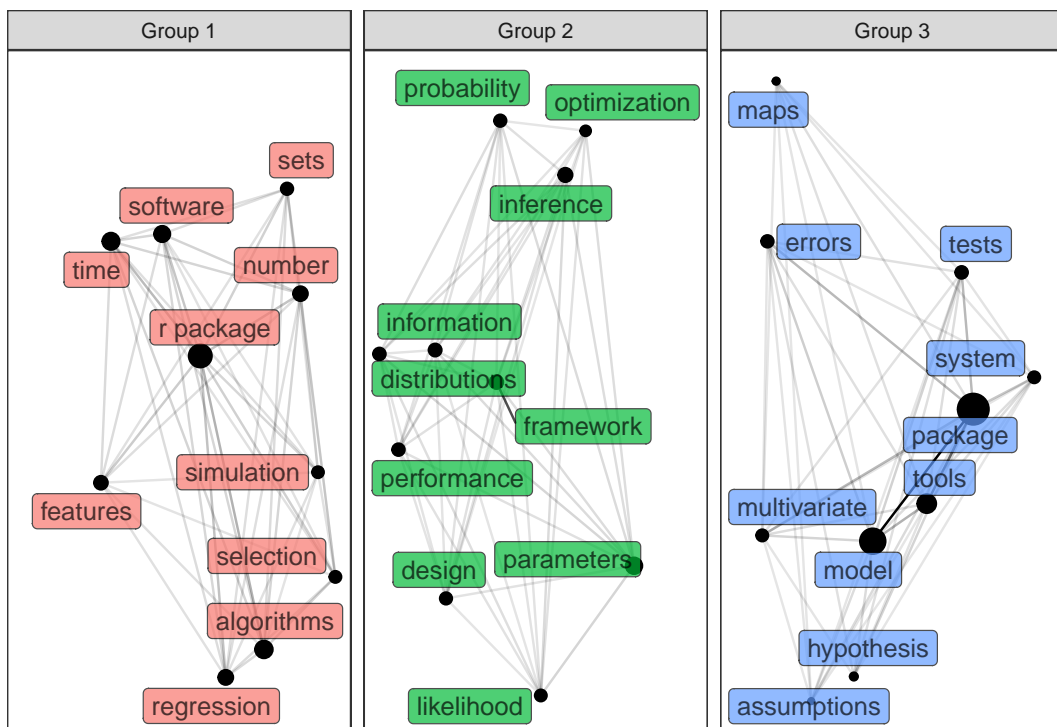 Group 1
sets
software
time
number
r package
simulation
features
selection
algorithms
regression
Group 2
probability
optimization
inference
information
distributions
framework
performance
design
parameters
likelihood
Group 3
maps
errors
tests
system
package
tools
multivariate
model
hypothesis
assumptions